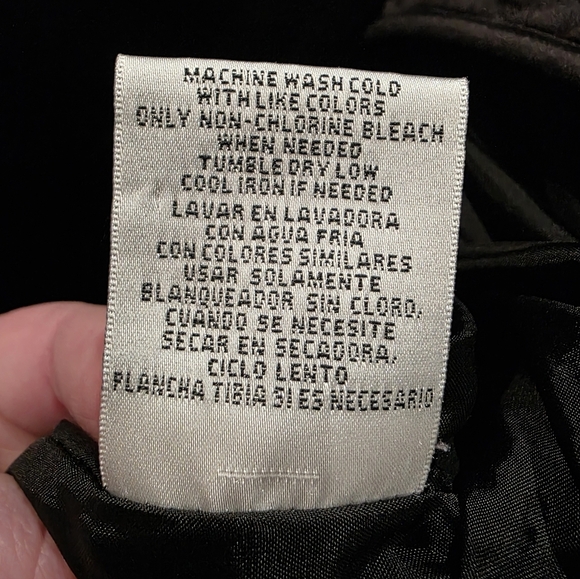 MACHINE WASH COLD
WITH LIKE COLORS
ONLY NON-CHLORINE BLEACH
WHEN NEEDED
TUMBLE DRY LOW
COOL IRON IF NEEDED
LAVAR EN LAVADORA
CON AGUA FRIA
CON COLORES SIMILARES
USAR SOLAMENTE
BLANQUEADOR SIN CLORO,
CUANDO SE NECESITE
SECAR EN SECADORA,
CICLO LENTO
PLANCHA TIBIA SI ES NECESARIO